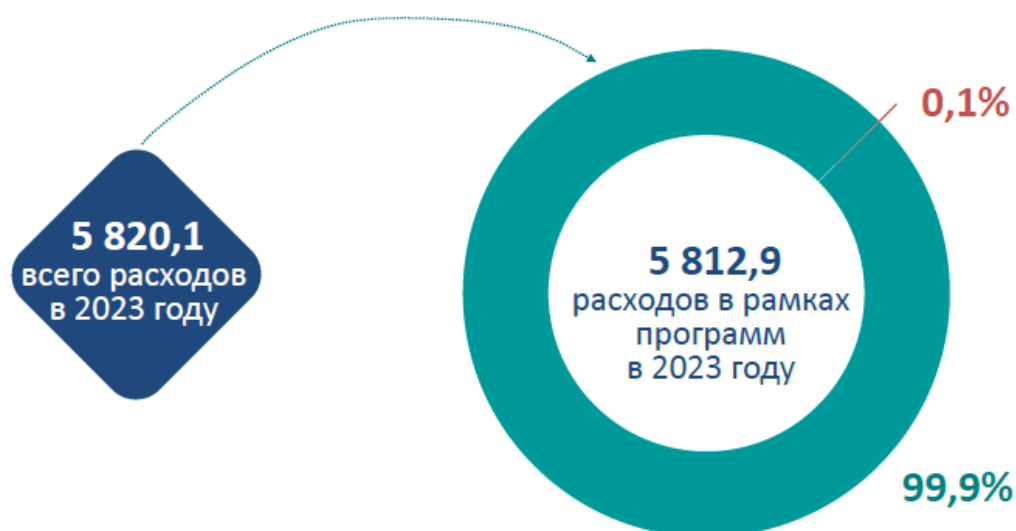 5 820,1
всего расходов
в 2023 году
0,1%
5 812,9
расходов в рамках
программ
в 2023 году
99,9%